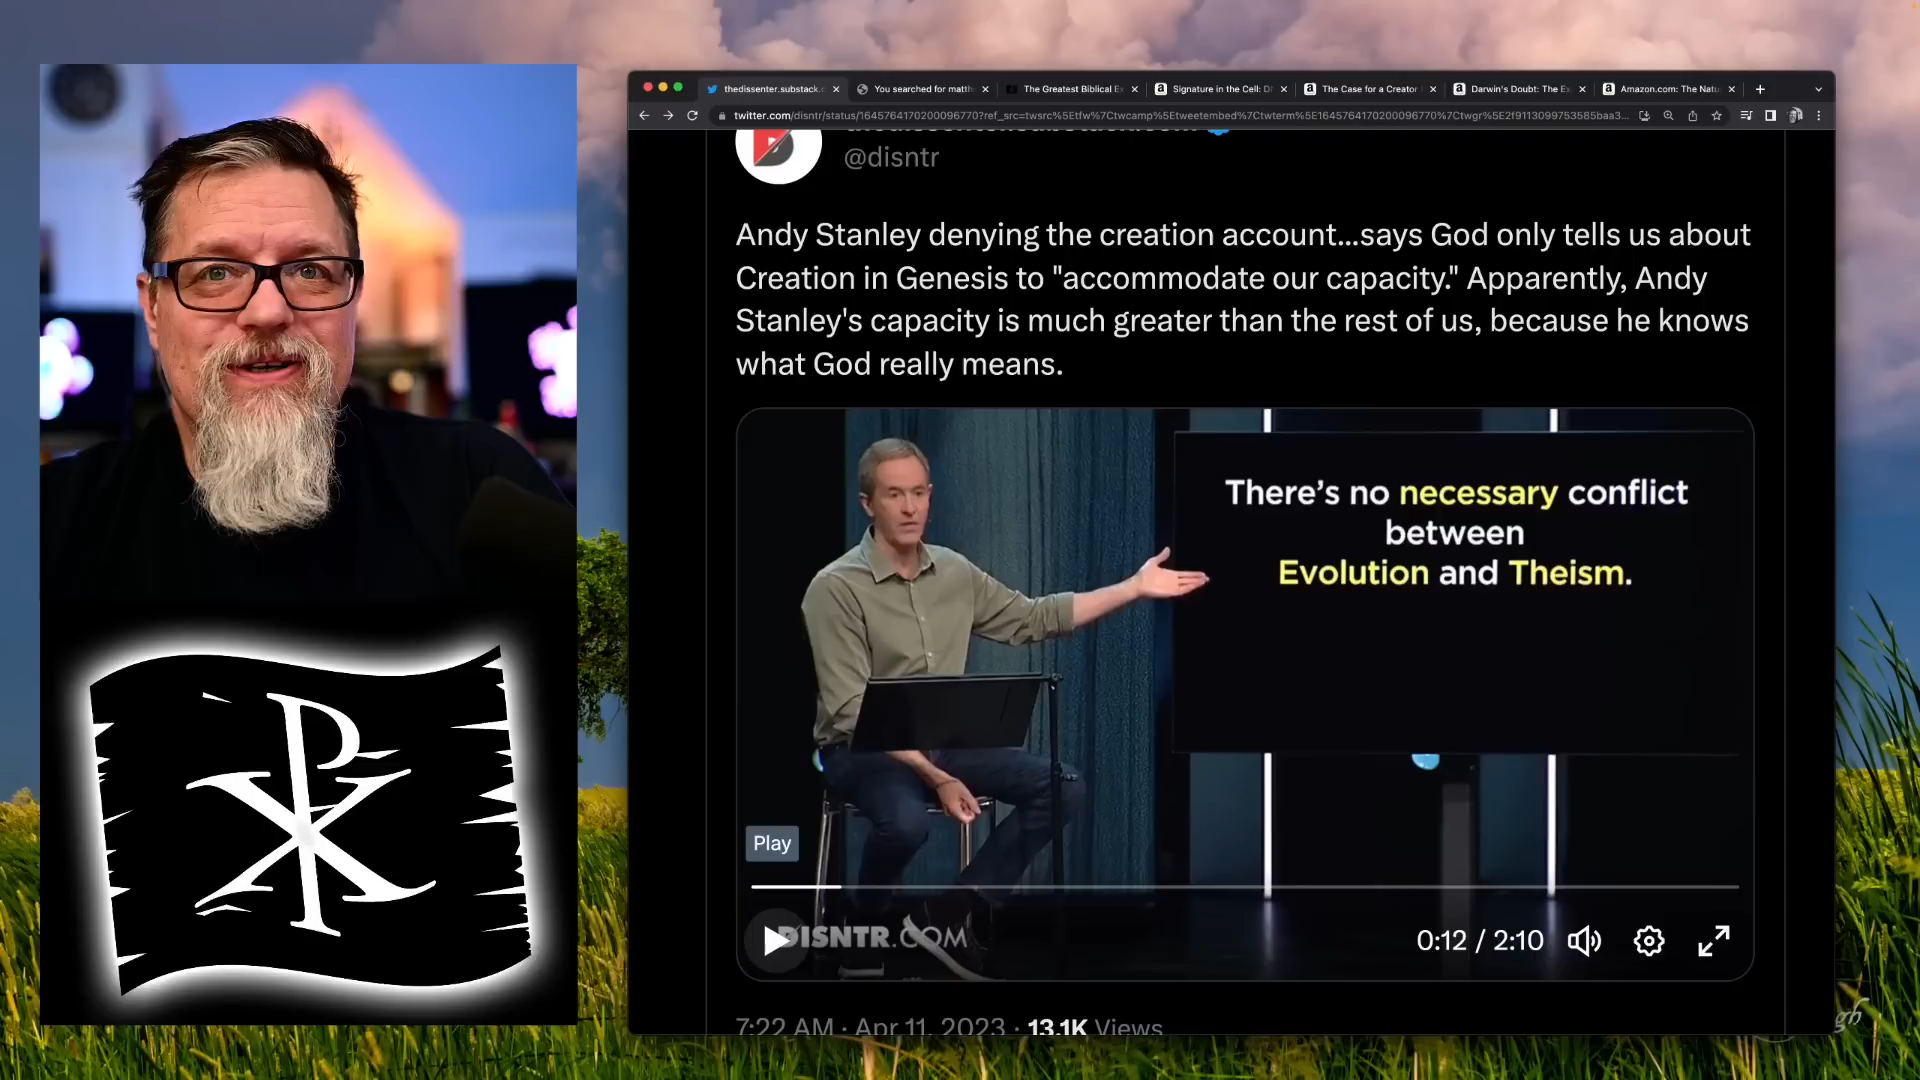 thedissenter.substack.c
You searched for matth
The Greatest Biblical E
Signature in the Cell: D
The Case for a Creator
Darwin's Doubt: The E
Amazon.com: The Natu
@disntr
Andy Stanley denying the creation account...says God only tells us about
Creation in Genesis to "accommodate our capacity." Apparently, Andy
Stanley's capacity is much greater than the rest of us, because he knows
what God really means.
There's no necessary conflict
between
Evolution and Theism.
Play
DISNTR.COM
0:12 / 2:10
7:22 AM · Apr 11, 2023 · 13.1K Views